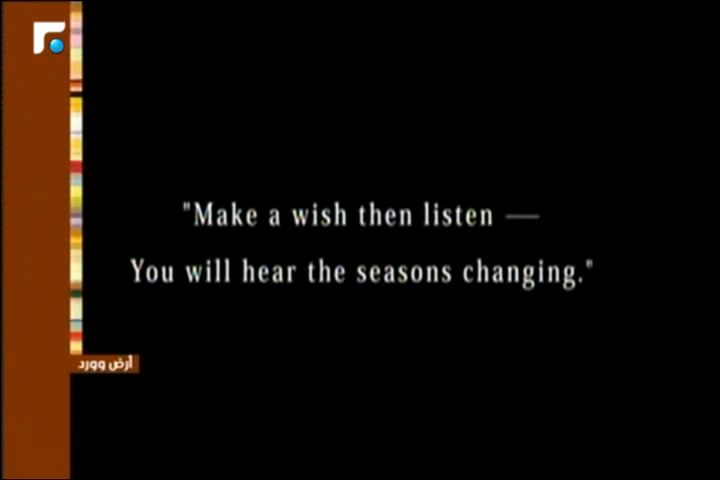 "Make a wish then listen —
You will hear the seasons changing."
أرض وورد